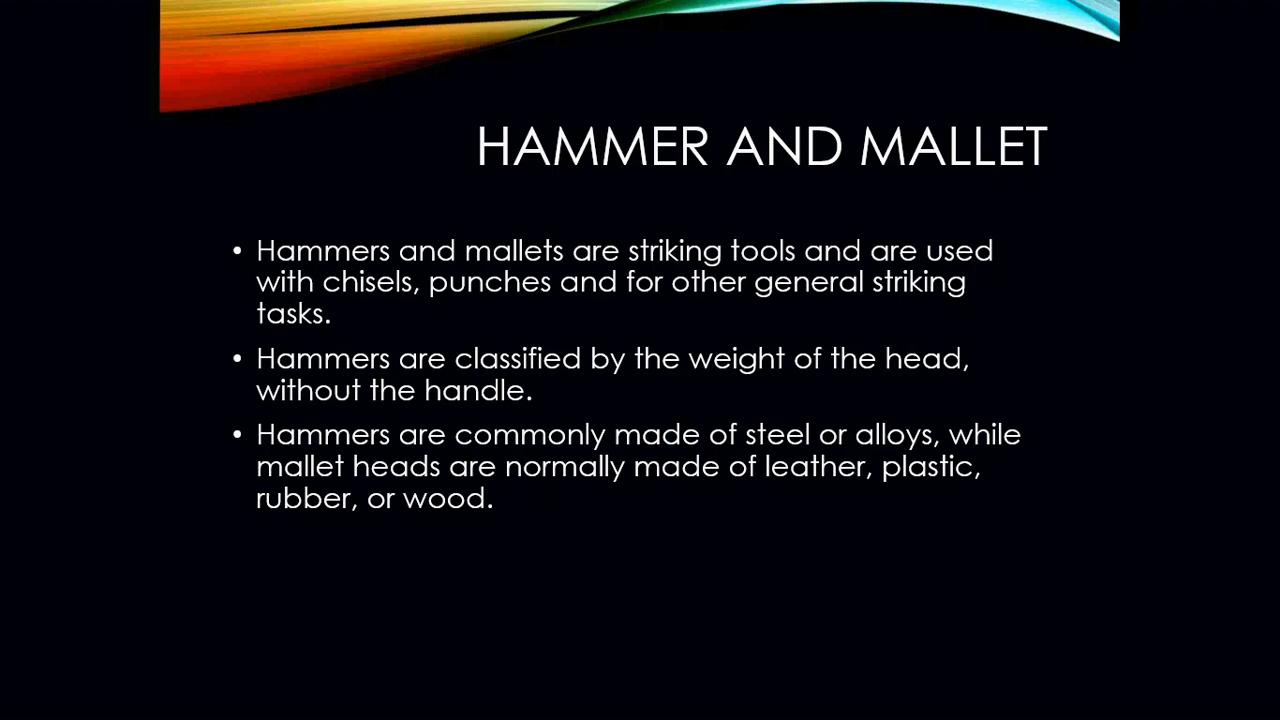 HAMMER AND MALLET
• Hammers and mallets are striking tools and are used
with chisels, punches and for other general striking
tasks.
• Hammers are classified by the weight of the head,
without the handle.
• Hammers are commonly made of steel or alloys, while
mallet heads are normally made of leather, plastic,
rubber, or wood.